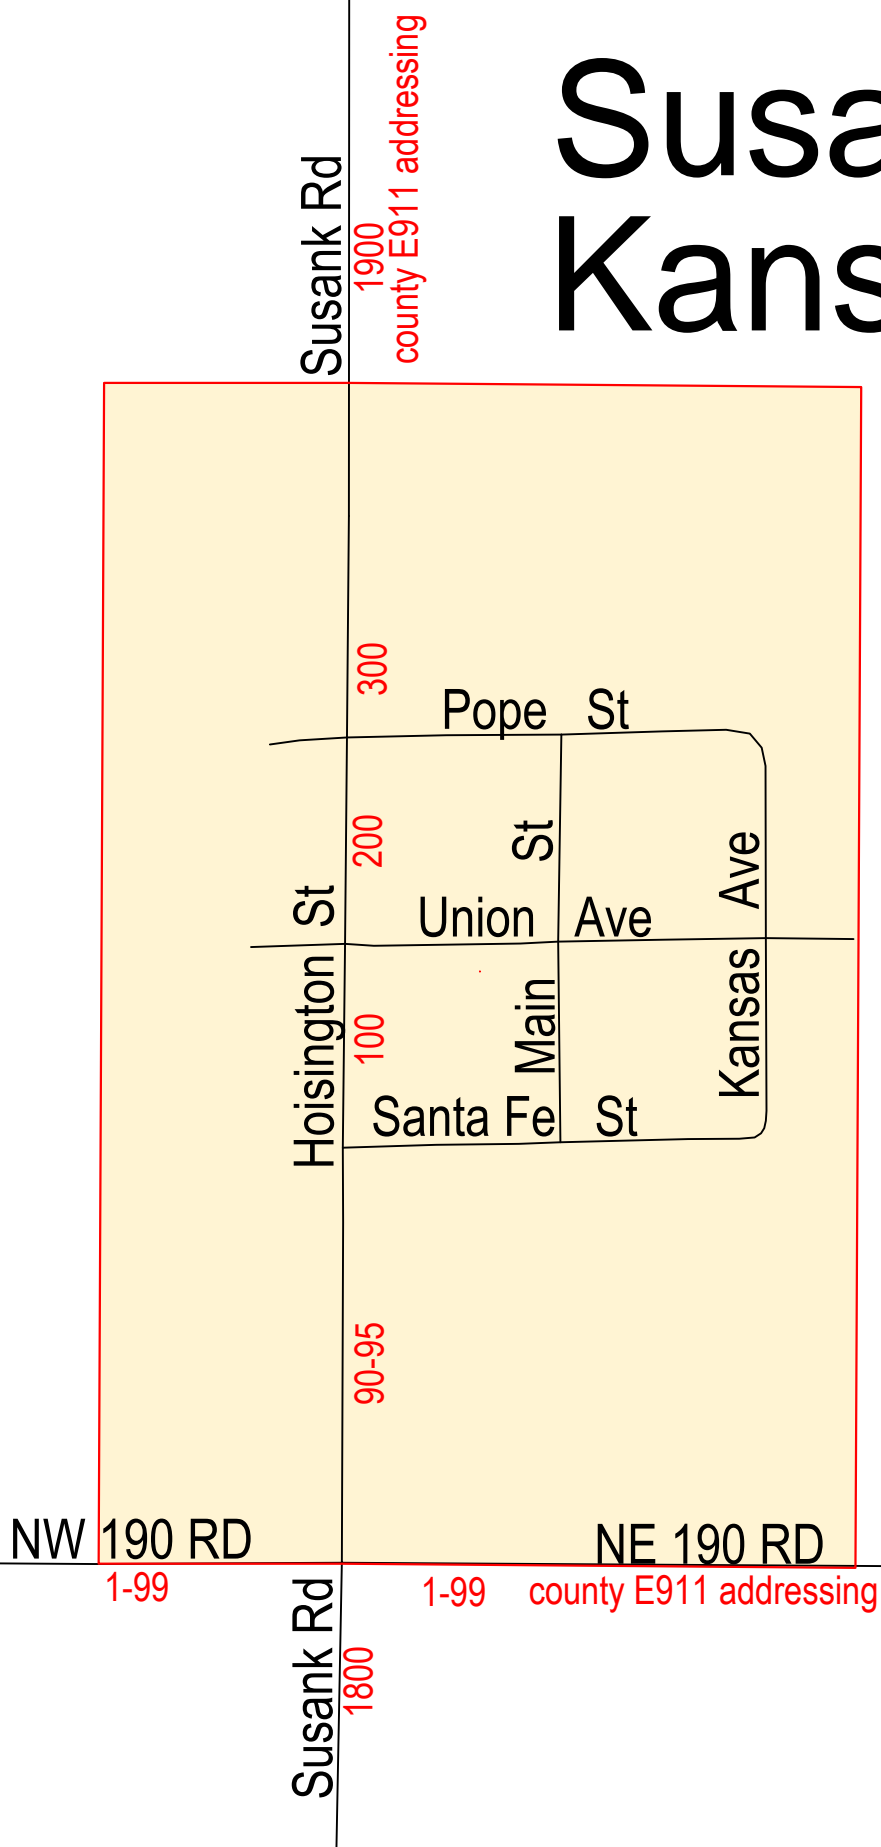 Susa
Kans
Susank Rd
1900
county E911 addressing
300
Pope St
200
St
Ave
Hoisington St
Union Ave
100
Main
Kansas
Santa Fe St
90-95
NW 190 RD
NE 190 RD
1-99
1-99
county E911 addressing
Susank Rd
1800